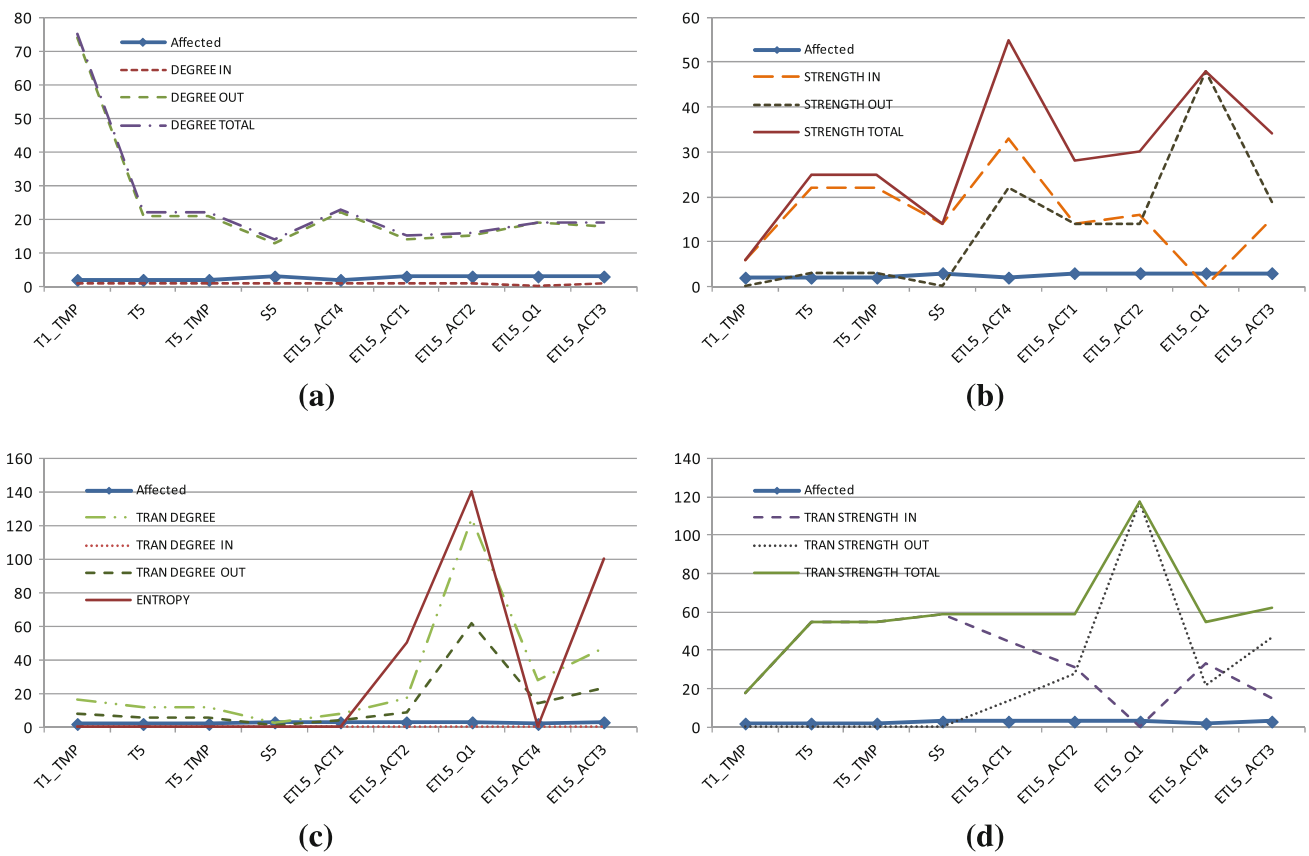 80
70
60
50
40
30
20
10
0
Affected
DEGREE IN
DEGREE OUT
DEGREE TOTAL
T1_TMP
T5
T5_TMP
S5
ETL5_ACT4
ETL5_ACT1
ETL5_ACT2
ETL5_Q1
ETL5_ACT3
(a)
60
50
40
30
20
10
0
Affected
STRENGTH IN
STRENGTH OUT
STRENGTH TOTAL
T1_TMP
T5
T5_TMP
S5
ETL5_ACT4
ETL5_ACT1
ETL5_ACT2
ETL5_Q1
ETL5_ACT3
(b)
160
140
120
100
80
60
40
20
0
Affected
TRAN DEGREE
TRAN DEGREE IN
TRAN DEGREE OUT
ENTROPY
T1_TMP
T5
T5_TMP
S5
ETL5_ACT1
ETL5_ACT2
ETL5_Q1
ETL5_ACT4
ETL5_ACT3
(c)
140
120
100
80
60
40
20
0
Affected
TRAN STRENGTH IN
TRAN STRENGTH OUT
TRAN STRENGTH TOTAL
T1_TMP
T5
T5_TMP
S5
ETL5_ACT1
ETL5_ACT2
ETL5_Q1
ETL5_ACT4
ETL5_ACT3
(d)